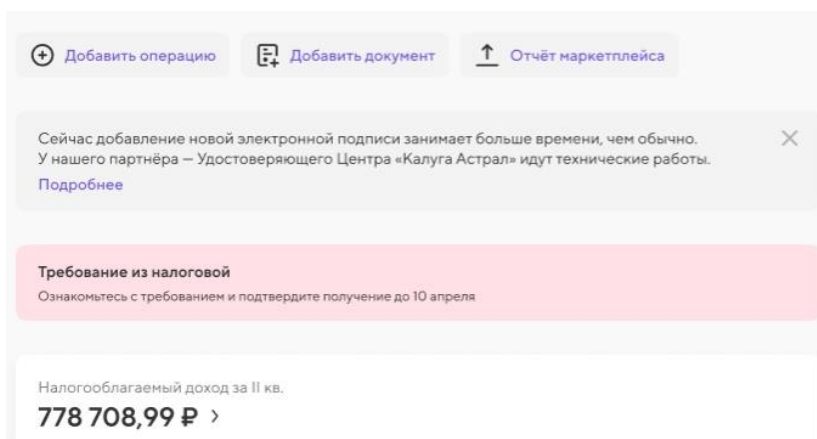 Добавить операцию
Добавить документ
Отчёт маркетплейса
Сейчас добавление новой электронной подписи занимает больше времени, чем обычно.
У нашего партнёра — Удостоверяющего Центра «Калуга Астрал» идут технические работы.
Подробнее
Требование из налоговой
Ознакомьтесь с требованием и подтвердите получение до 10 апреля
Налогооблагаемый доход за II кв.
778 708,99 ₽ ›